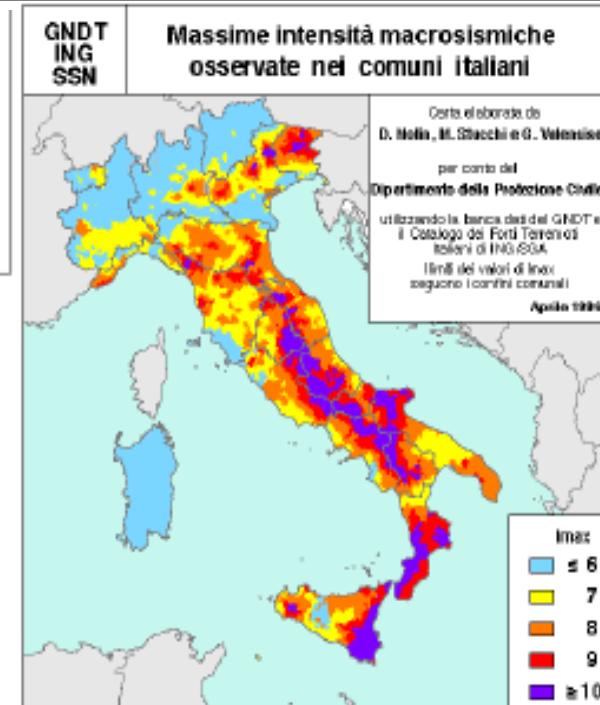 GNDT
ING
SSN
Massime intensità macrosismiche
osservate nei comuni italiani
Carta elaborata da
D. Molin, M. Stucchi e G. Valensise
per conto del
Dipartimento della Protezione Civile
utilizzando la banca dati del GNDT e
il Catalogo dei Forti Terremoti
Italiani di ING/SGA
I limiti dei valori di Imax
seguono i confini comunali
Aprile
Imax
≤ 6
7
8
9
≥10